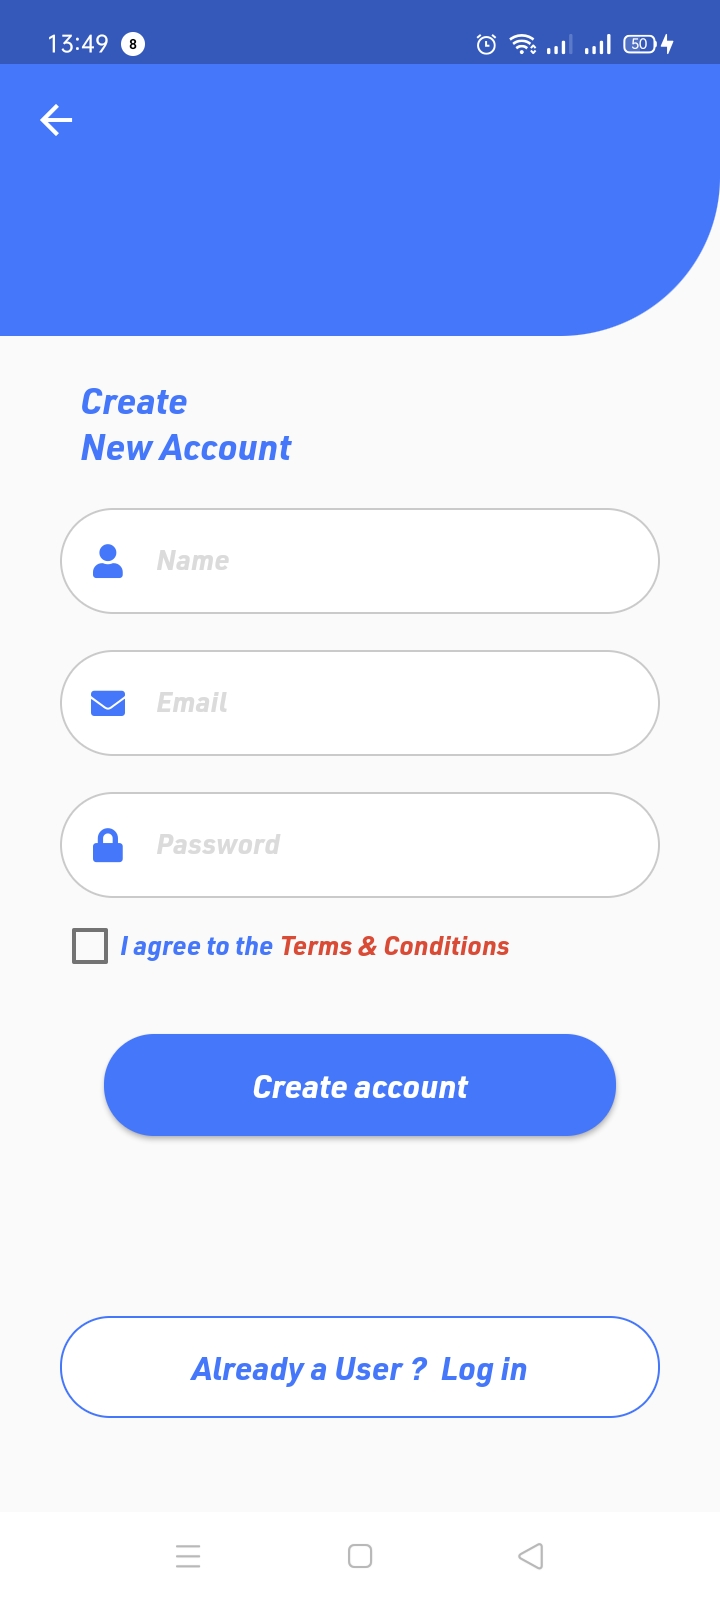 13:49 8 50
Create
New Account
Name
Email
Password
I agree to the Terms & Conditions
Create account
Already a User ? Log in